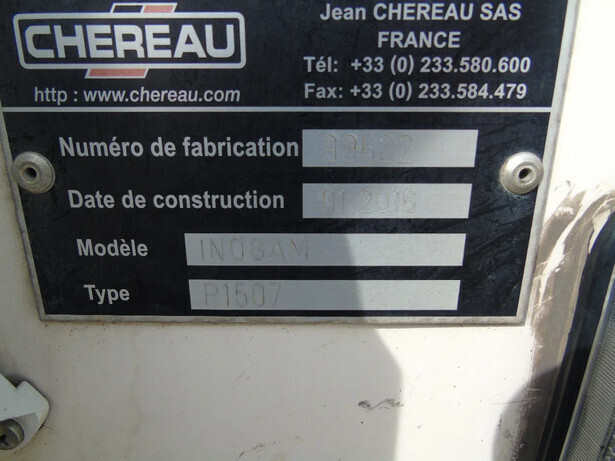 CHEREAU
http : www.chereau.com
Jean CHEREAU SAS
FRANCE
Tél: +33 (0) 233.580.600
Fax: +33 (0) 233.584.479
Numéro de fabrication
Date de construction 01.2015
Modèle INOGAM
Type P1507